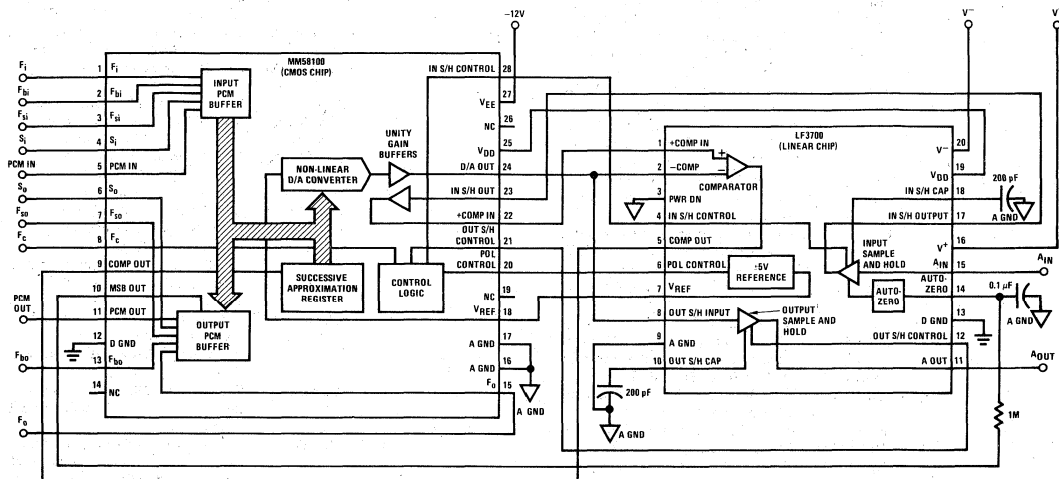 -12V
V−
V
MM58100
(CMOS CHIP)
Fi
1
Fi
Fbi
2
Fbi
Fsi
3
Fsi
Si
4
Si
PCM IN
5
PCM IN
So
6
So
Fso
7
Fso
Fc
8
Fc
9
COMP OUT
10
MSB OUT
PCM
OUT
11
PCM OUT
12
D GND
Fbo
13
Fbo
14
NC
Fo
INPUT
PCM
BUFFER
NON-LINEAR
D/A CONVERTER
UNITY
GAIN
BUFFERS
SUCCESSIVE
APPROXIMATION
REGISTER
CONTROL
LOGIC
OUTPUT
PCM
BUFFER
IN S/H CONTROL
28
VEE
27
NC
26
VDD
25
D/A OUT
24
IN S/H OUT
23
+COMP IN
22
OUT S/H
CONTROL
21
POL
CONTROL
20
NC
19
VREF
18
A GND
17
A GND
16
Fo
15
A GND
LF3700
(LINEAR CHIP)
1
+COMP IN
2
−COMP
3
PWR DN
4
IN S/H CONTROL
5
COMP OUT
6
POL CONTROL
7
VREF
8
OUT S/H INPUT
9
A GND
10
OUT S/H CAP
+
−
COMPARATOR
±5V
REFERENCE
OUTPUT
SAMPLE AND
HOLD
INPUT
SAMPLE
AND HOLD
AUTO-
ZERO
V−
20
VDD
19
IN S/H CAP
18
IN S/H OUTPUT
17
V+
16
AIN
15
AUTO-
ZERO
14
D GND
13
OUT S/H CONTROL
12
A OUT
11
200 pF
A GND
AIN
0.1 μF
A GND
AOUT
1M
200 pF
A GND